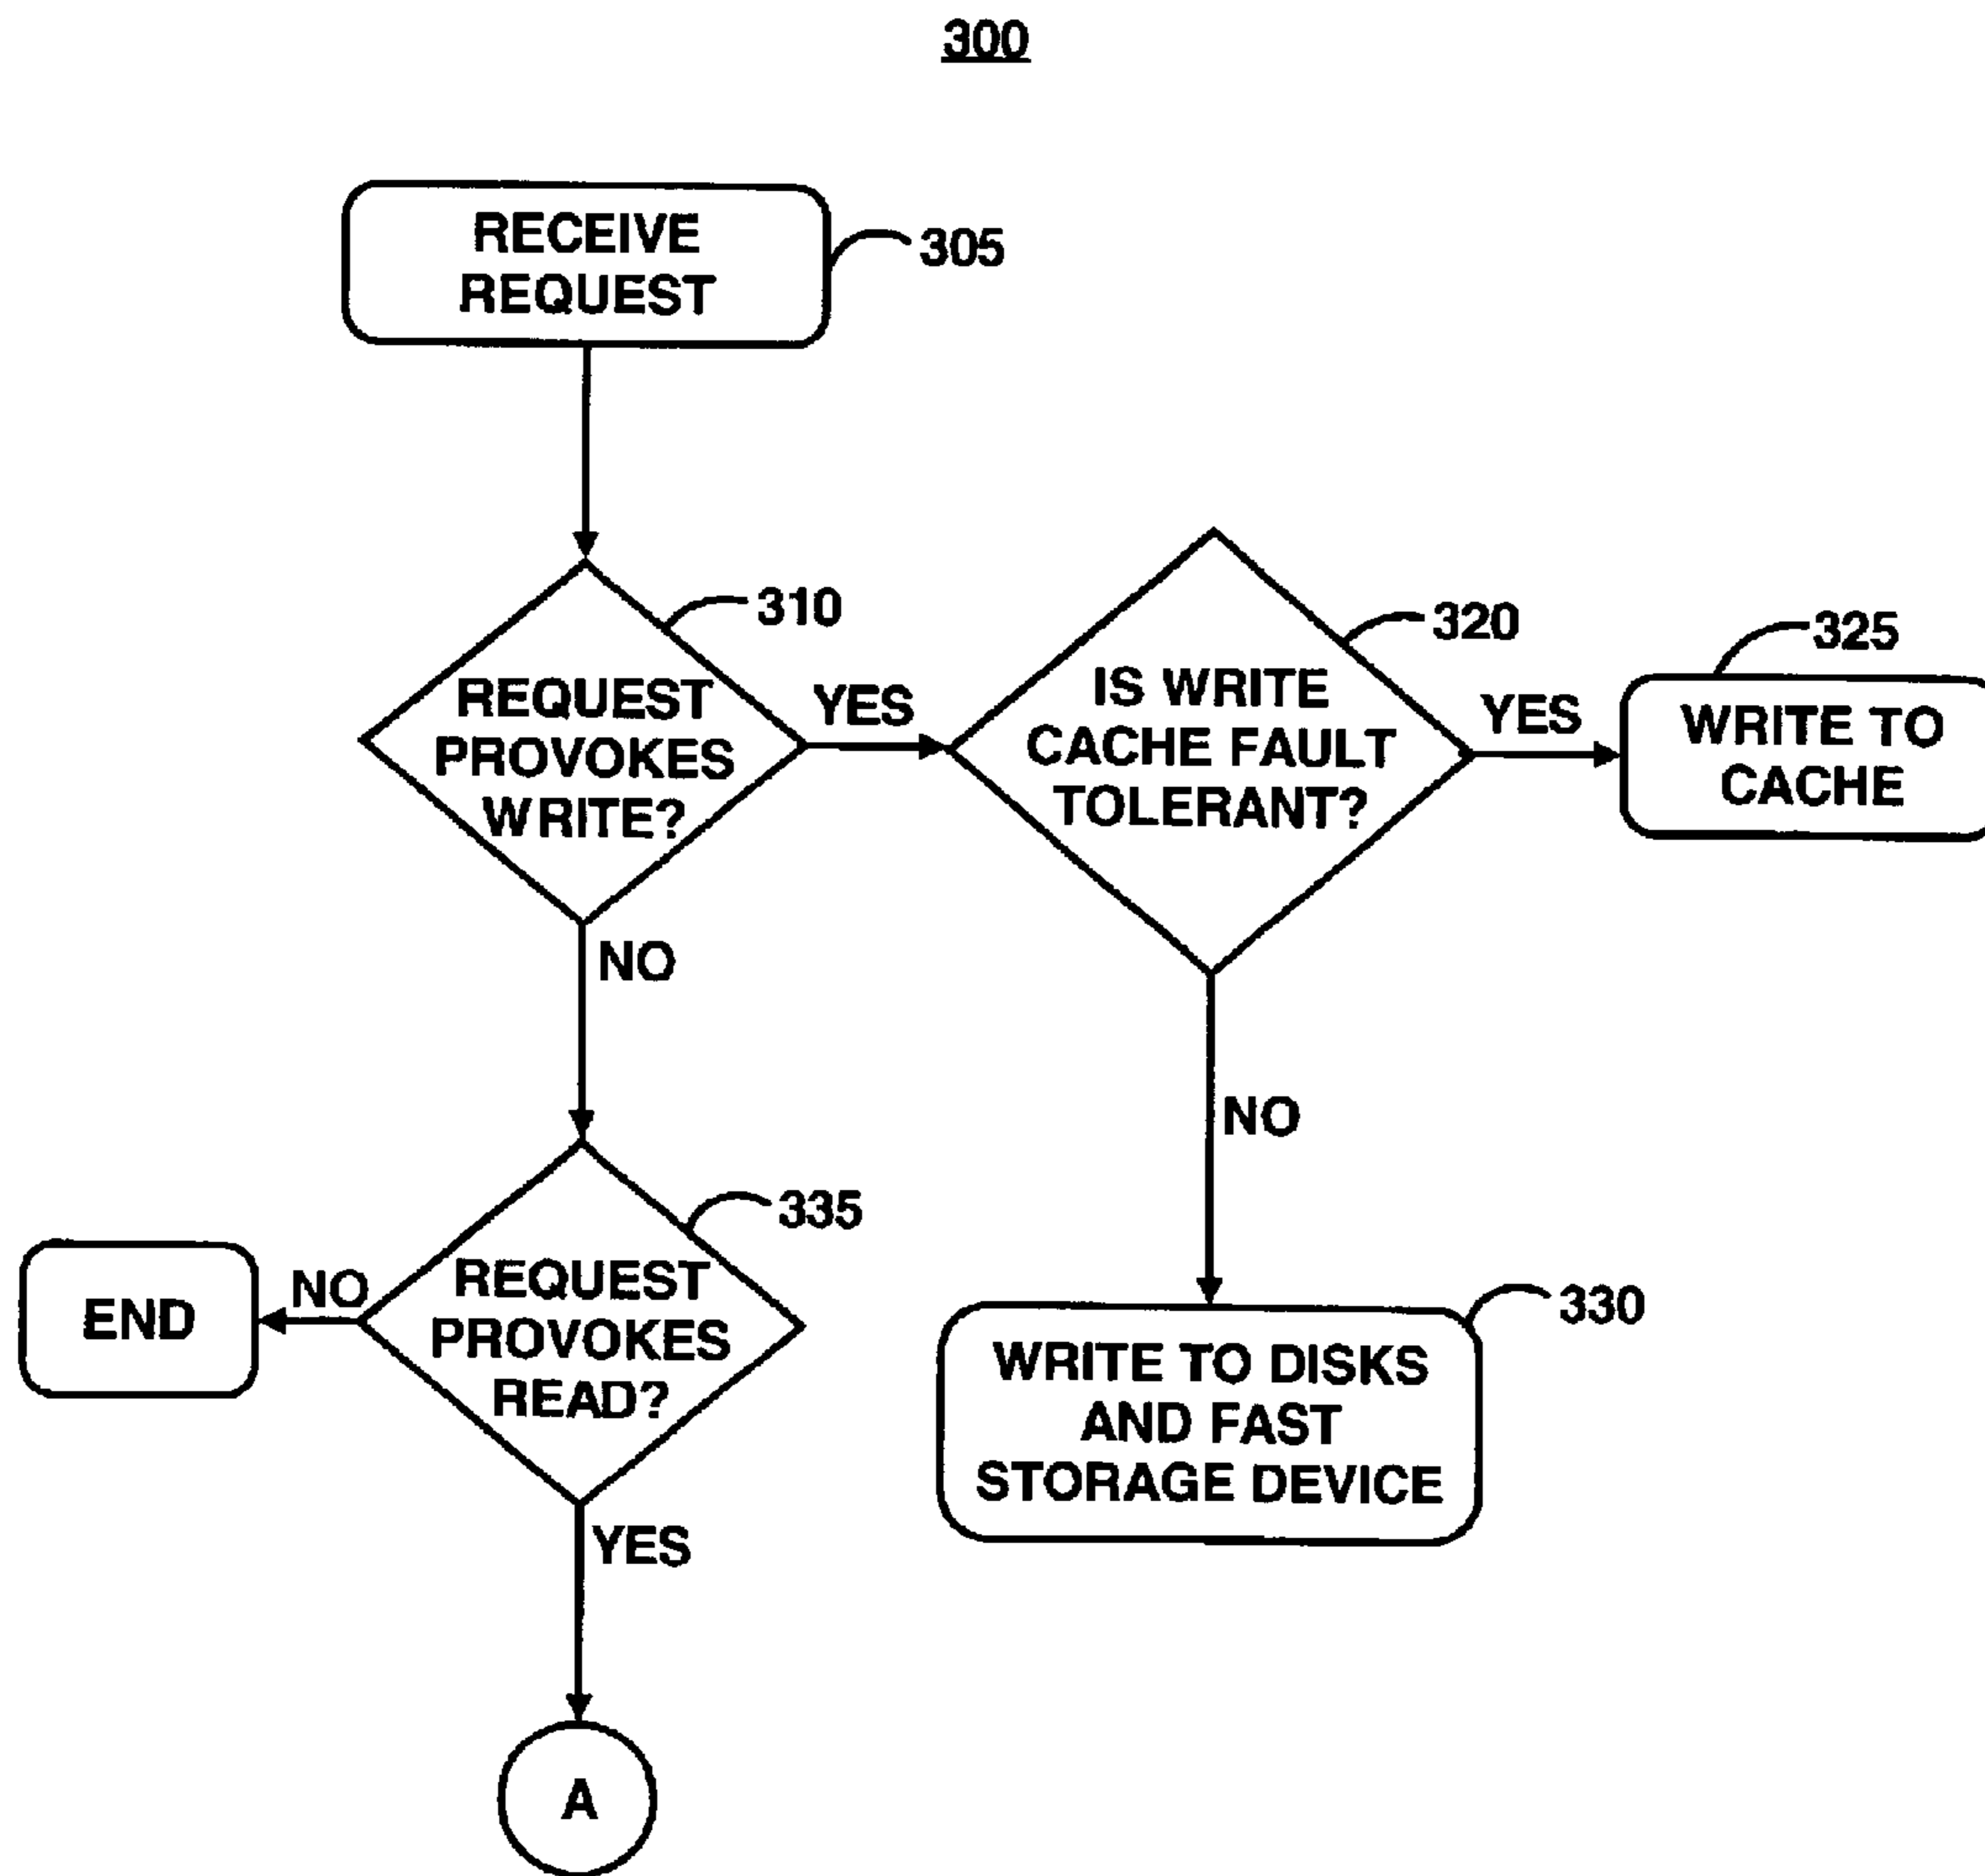 300
RECEIVE
REQUEST
305
310
REQUEST
PROVOKES
WRITE?
YES
320
IS WRITE
CACHE FAULT
TOLERANT?
YES
325
WRITE TO
CACHE
NO
NO
335
REQUEST
PROVOKES
READ?
NO
END
330
WRITE TO DISKS
AND FAST
STORAGE DEVICE
YES
A